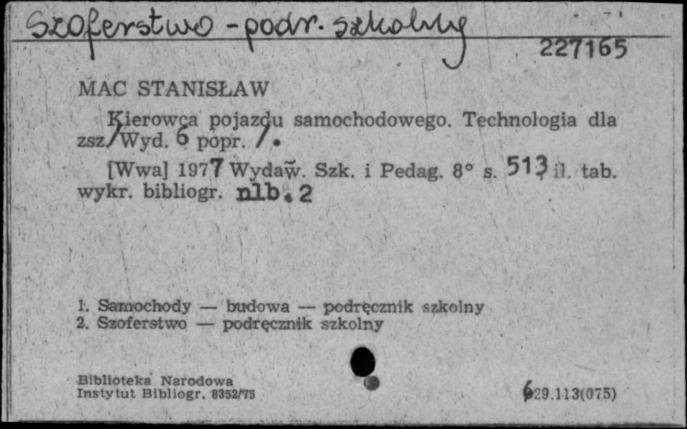 Szoferstwo - podr. szkolny
227165
MAC STANISŁAW
Kierowca pojazdu samochodowego. Technologia dla
zsz/Wyd. 6 popr. /.
[Wwa] 1977 Wydaw. Szk. i Pedag. 8° s. 513 il. tab.
wykr. bibliogr. nlb. 2
1. Samochody — budowa — podręcznik szkolny
2. Szoferstwo — podręcznik szkolny
Biblioteka Narodowa
Instytut Bibliogr. 8352/75
629.113(075)